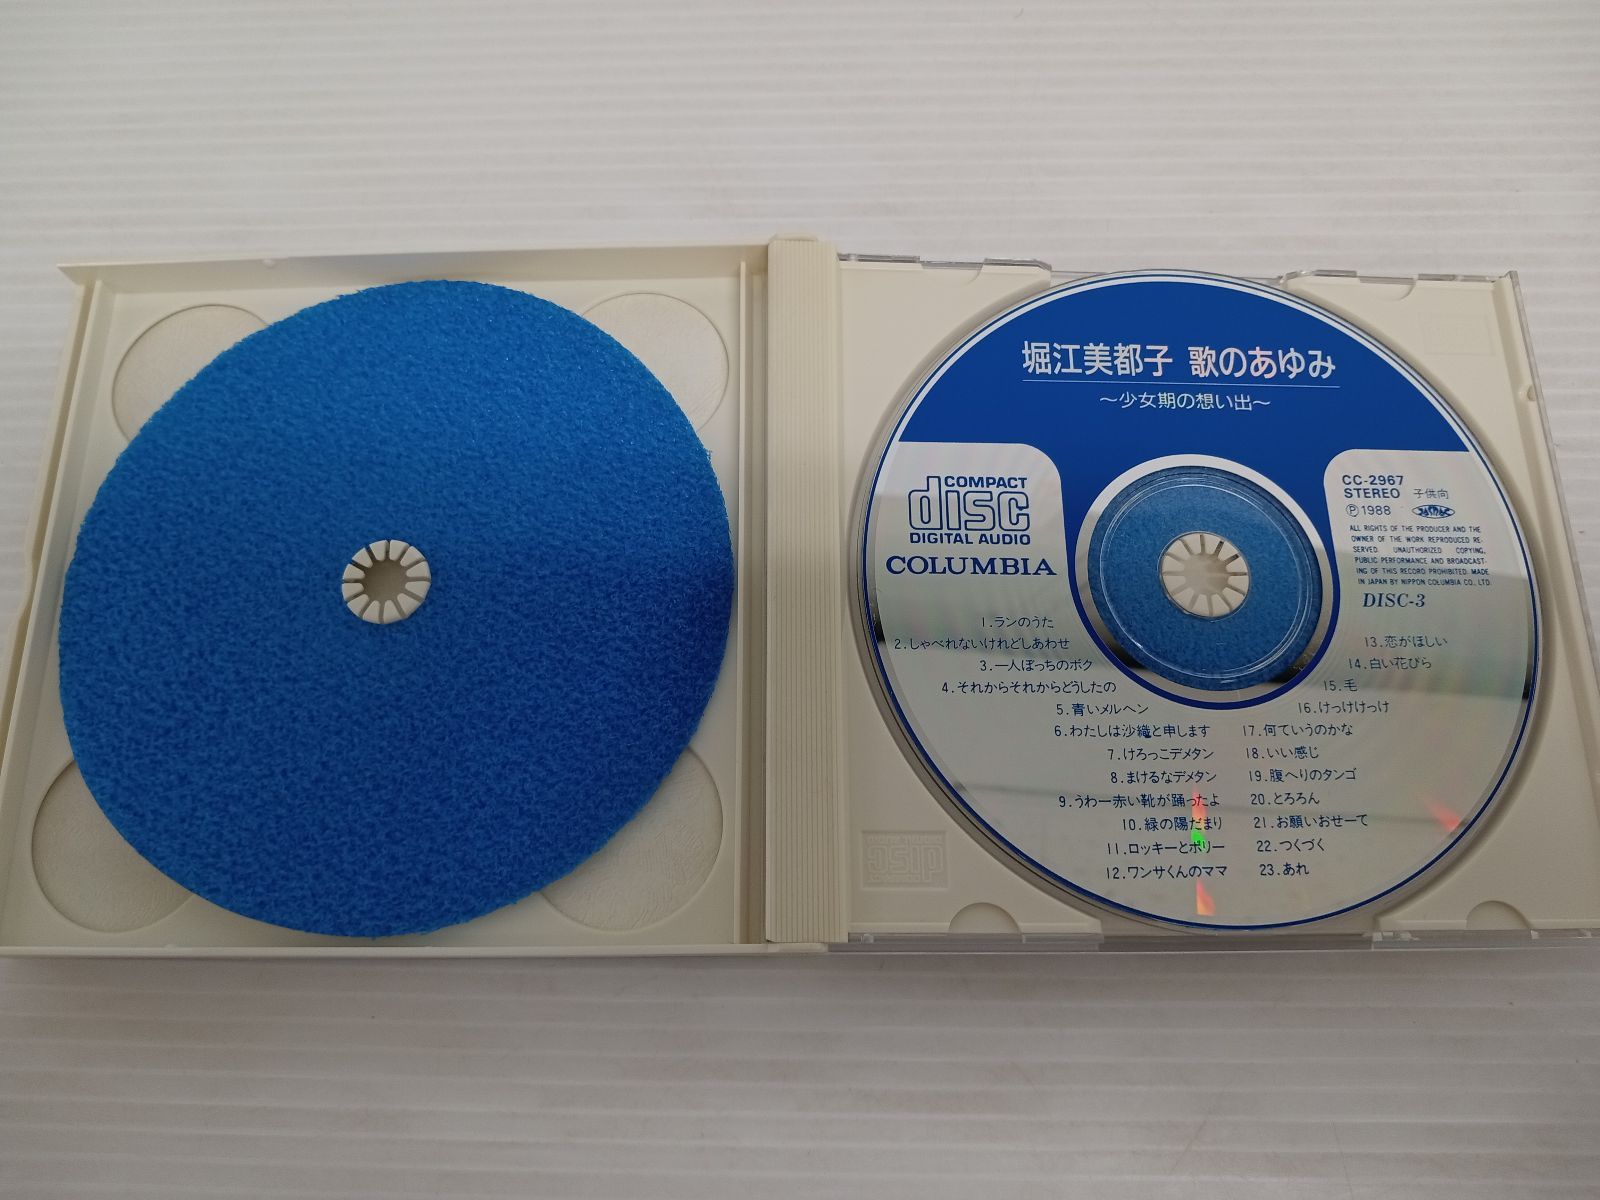 堀江美都子 歌のあゆみ
～少女期の想い出～
COMPACT
disc
DIGITAL AUDIO
COLUMBIA
CC-2967
STEREO 子供向
Ⓟ1988 JASRAC
ALL RIGHTS OF THE PRODUCER AND THE
OWNER OF THE WORK REPRODUCED RE-
SERVED. UNAUTHORIZED COPYING,
PUBLIC PERFORMANCE AND BROADCAST-
ING OF THIS RECORD PROHIBITED. MADE
IN JAPAN BY NIPPON COLUMBIA CO., LTD.
DISC-3
1.ランのうた
2.しゃべれないけれどしあわせ
3.一人ぼっちのボク
4.それからそれからどうしたの
5.青いメルヘン
6.わたしは沙織と申します
7.けろっこデメタン
8.まけるなデメタン
9.うわー赤い靴が踊ったよ
10.緑の陽だまり
11.ロッキーとポリー
12.ワンサくんのママ
13.恋がほしい
14.白い花びら
15.毛
16.けっけけっけ
17.何ていうのかな
18.いい感じ
19.腹へりのタンゴ
20.とろろん
21.お願いおせーて
22.つくづく
23.あれ
disc